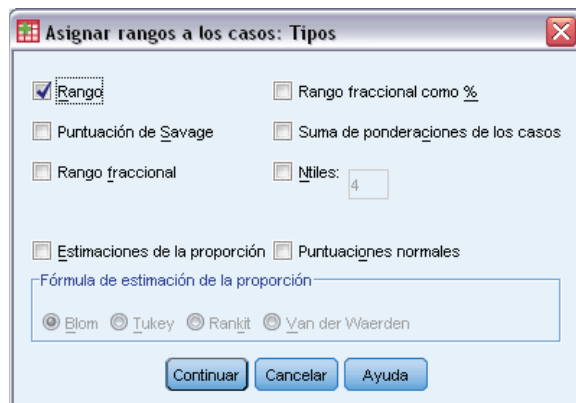 Asignar rangos a los casos: Tipos
Rango
Rango fraccional como %
Puntuación de Savage
Suma de ponderaciones de los casos
Rango fraccional
Ntiles: 4
Estimaciones de la proporción
Puntuaciones normales
Fórmula de estimación de la proporción
Blom Tukey Rankit Van der Waerden
Continuar Cancelar Ayuda